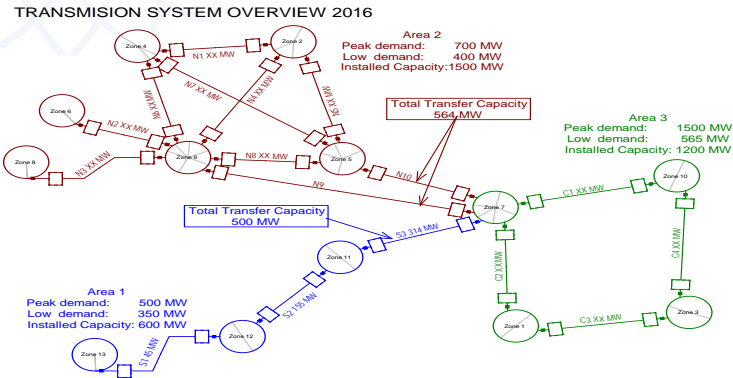 TRANSMISION SYSTEM OVERVIEW 2016
Area 2
Peak demand: 700 MW
Low demand: 400 MW
Installed Capacity:1500 MW
Zone 4
Zone 2
N1 XX MW
N7 XX MW
N4 XX MW
N5 XX MW
N6 XX MW
Zone 6
N2 XX MW
Total Transfer Capacity
564 MW
Zone 8
N3 XX MW
Zone 9
N8 XX MW
Zone 5
N9
N10
Area 3
Peak demand: 1500 MW
Low demand: 565 MW
Installed Capacity: 1200 MW
Zone 10
C1 XX MW
Zone 7
Total Transfer Capacity
500 MW
S3 314 MW
C2 XX MW
C4 XX MW
Zone 11
S2 155 MW
Area 1
Peak demand: 500 MW
Low demand: 350 MW
Installed Capacity: 600 MW
Zone 12
Zone 1
C3 XX MW
Zone 3
Zone 13
S1 45 MW